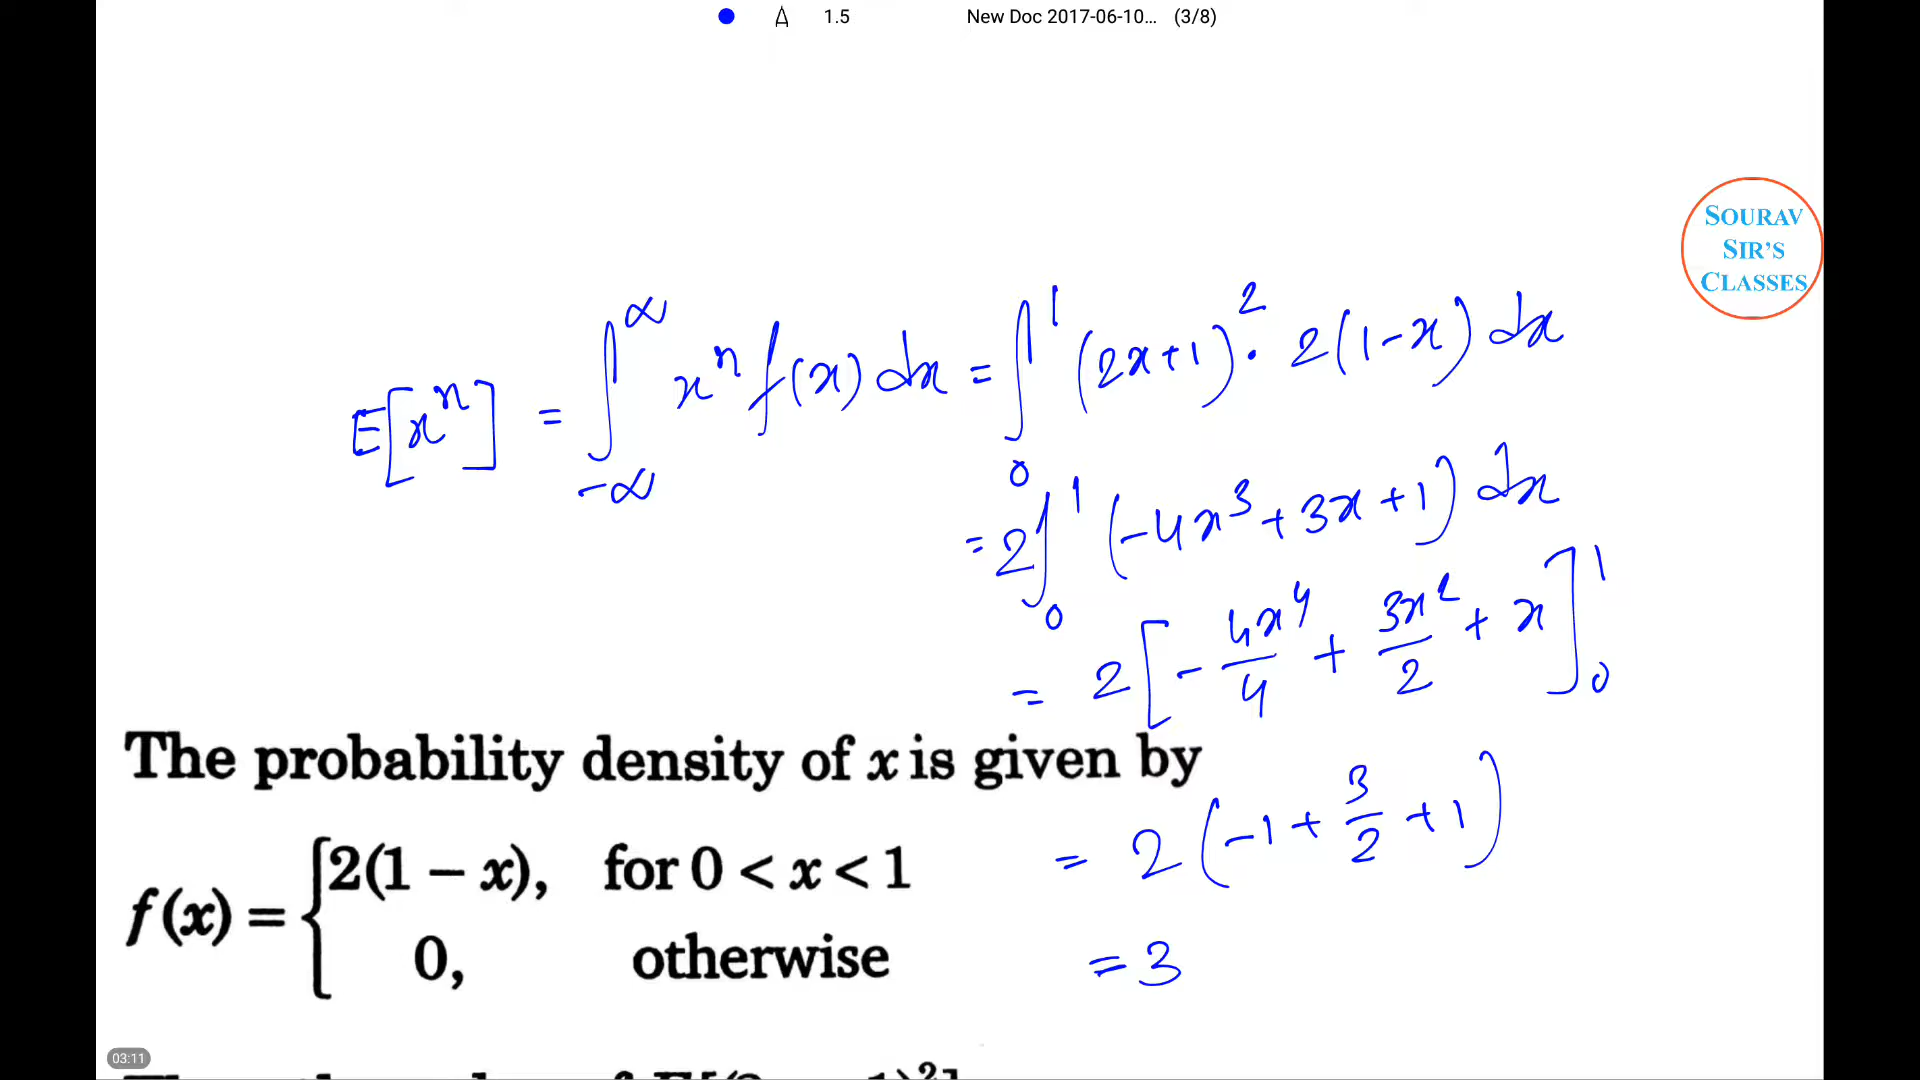 New Doc 2017-06-10... (3/8)
1.5
SOURAV
SIR'S
CLASSES
E[x^n] = ∫_{-∞}^{∞} x^n f(x) dx = ∫_0^1 (2x+1)^2 · 2(1-x) dx
= 2∫_0^1 (-4x^3 + 3x + 1) dx
= 2[-4x^4/4 + 3x^2/2 + x]_0^1
= 2(-1 + 3/2 + 1)
= 3
The probability density of x is given by
f(x) = { 2(1 – x), for 0 < x < 1
0, otherwise
03:11